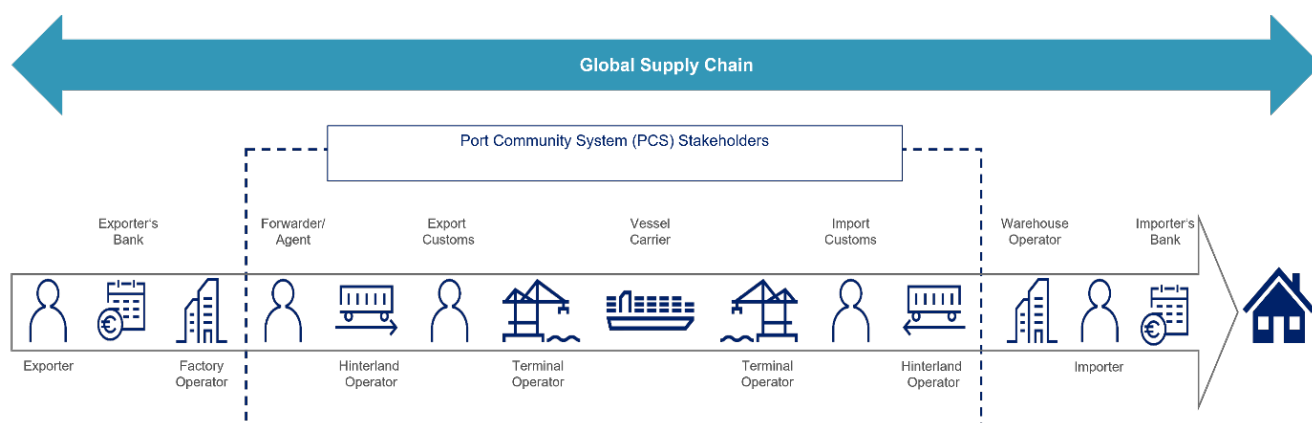 Global Supply Chain
Port Community System (PCS) Stakeholders
Exporter's
Bank
Forwarder/
Agent
Export
Customs
Vessel
Carrier
Import
Customs
Warehouse
Operator
Importer's
Bank
€
€
Exporter
Factory
Operator
Hinterland
Operator
Terminal
Operator
Terminal
Operator
Hinterland
Operator
Importer